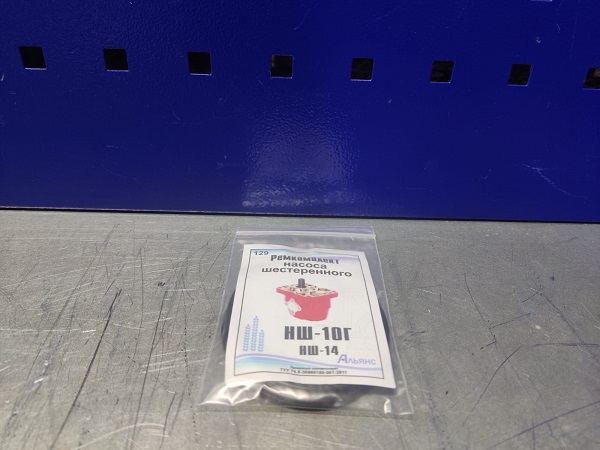 129
Ремкомплект
насоса
шестеренного
НШ-10Г
НШ-14
Альянс